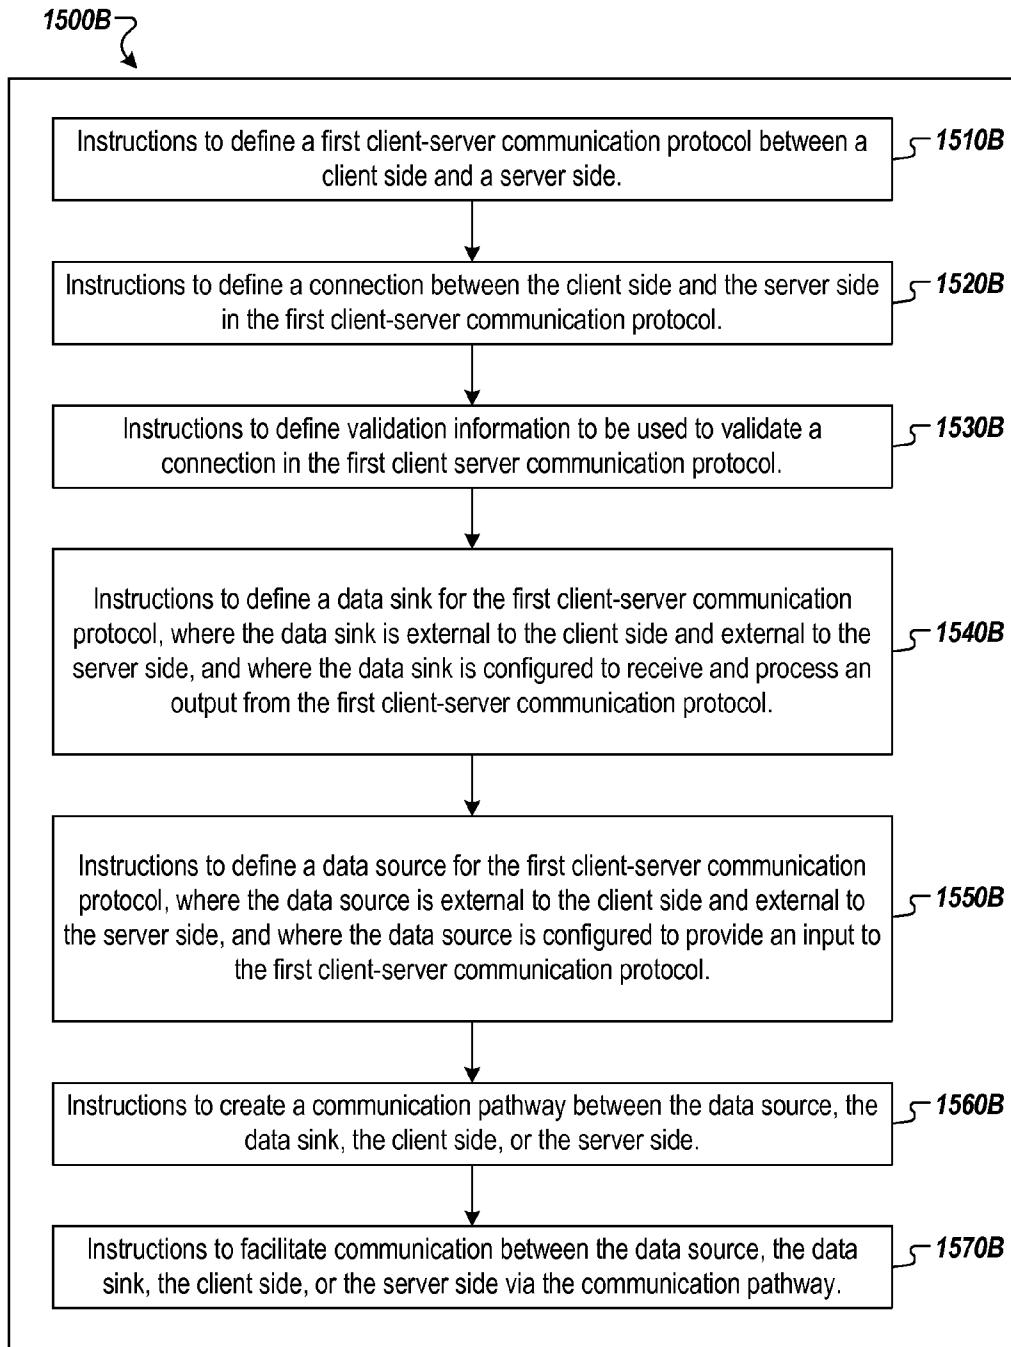 1500B
Instructions to define a first client-server communication protocol between a
client side and a server side.
1510B
Instructions to define a connection between the client side and the server side
in the first client-server communication protocol.
1520B
Instructions to define validation information to be used to validate a
connection in the first client server communication protocol.
1530B
Instructions to define a data sink for the first client-server communication
protocol, where the data sink is external to the client side and external to the
server side, and where the data sink is configured to receive and process an
output from the first client-server communication protocol.
1540B
Instructions to define a data source for the first client-server communication
protocol, where the data source is external to the client side and external to
the server side, and where the data source is configured to provide an input to
the first client-server communication protocol.
1550B
Instructions to create a communication pathway between the data source, the
data sink, the client side, or the server side.
1560B
Instructions to facilitate communication between the data source, the data
sink, the client side, or the server side via the communication pathway.
1570B